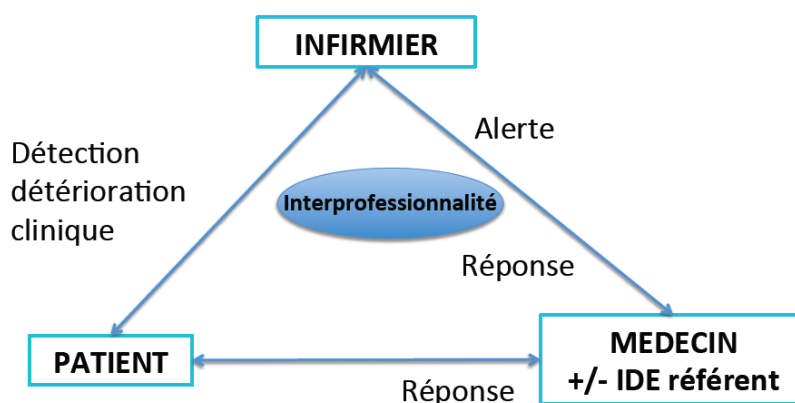 INFIRMIER
Alerte
Détection
détérioration
clinique
Interprofessionnalité
Réponse
PATIENT
MEDECIN
+/- IDE référent
Réponse